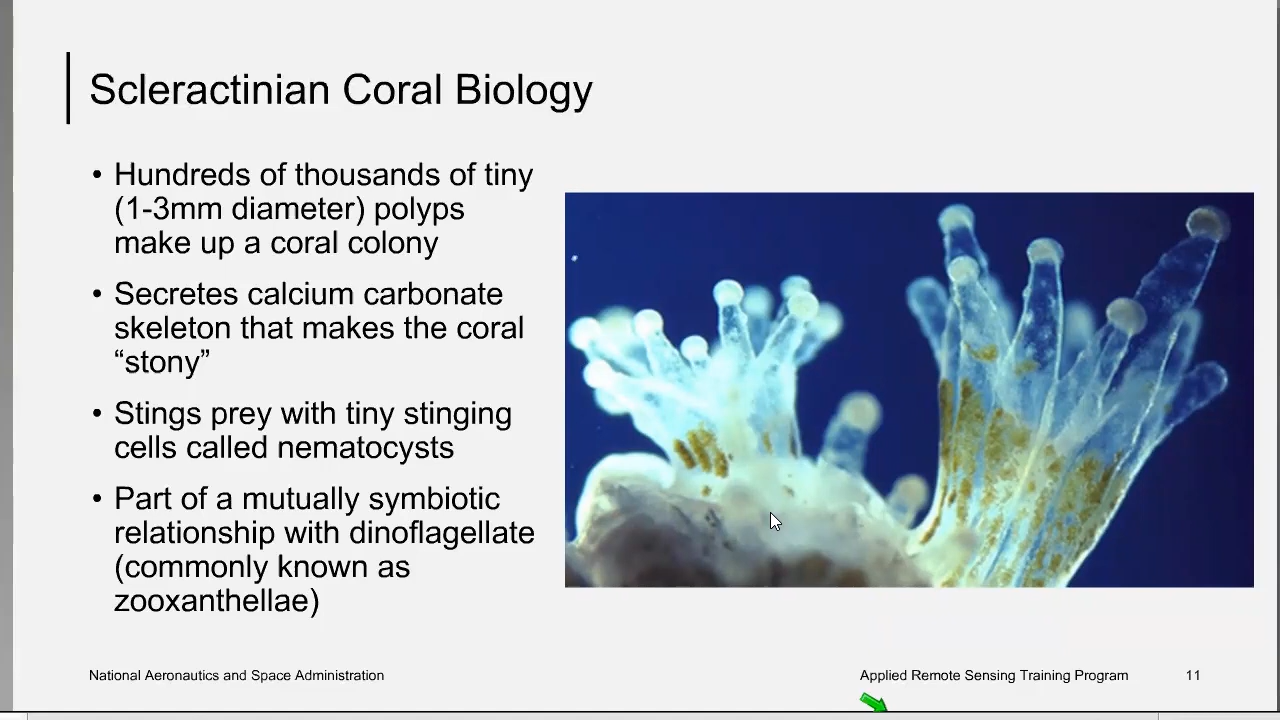 Scleractinian Coral Biology
• Hundreds of thousands of tiny
(1-3mm diameter) polyps
make up a coral colony
• Secretes calcium carbonate
skeleton that makes the coral
“stony”
• Stings prey with tiny stinging
cells called nematocysts
• Part of a mutually symbiotic
relationship with dinoflagellate
(commonly known as
zooxanthellae)
National Aeronautics and Space Administration
Applied Remote Sensing Training Program
11